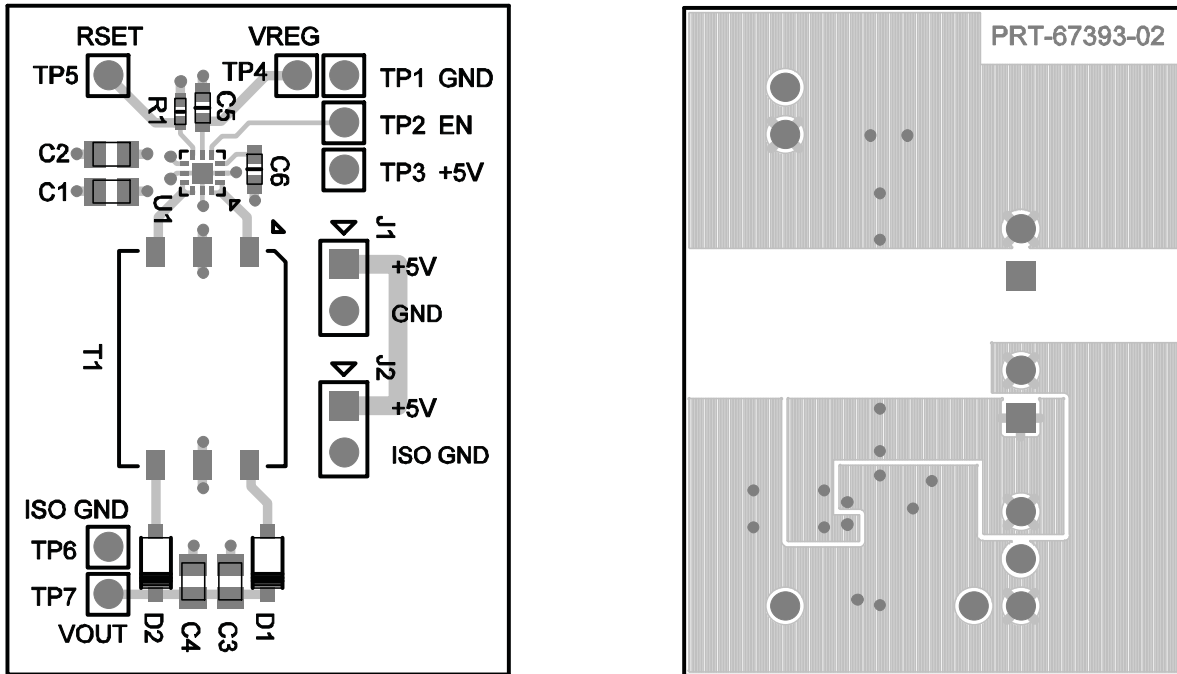 RSET
VREG
TP5
TP4
TP1 GND
R1
C5
TP2 EN
C2
C6
TP3 +5V
C1
U1
J1
+5V
GND
T1
J2
+5V
ISO GND
ISO GND
TP6
TP7
VOUT
D2
C4
C3
D1
PRT-67393-02